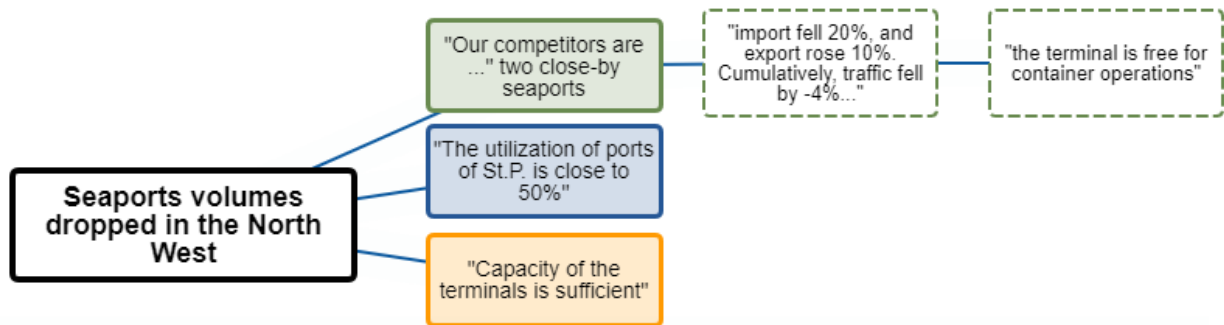 Seaports volumes
dropped in the North
West
"Our competitors are
..." two close-by
seaports
"import fell 20%, and
export rose 10%.
Cumulatively, traffic fell
by -4%..."
"the terminal is free for
container operations"
"The utilization of ports
of St.P. is close to
50%"
"Capacity of the
terminals is sufficient"